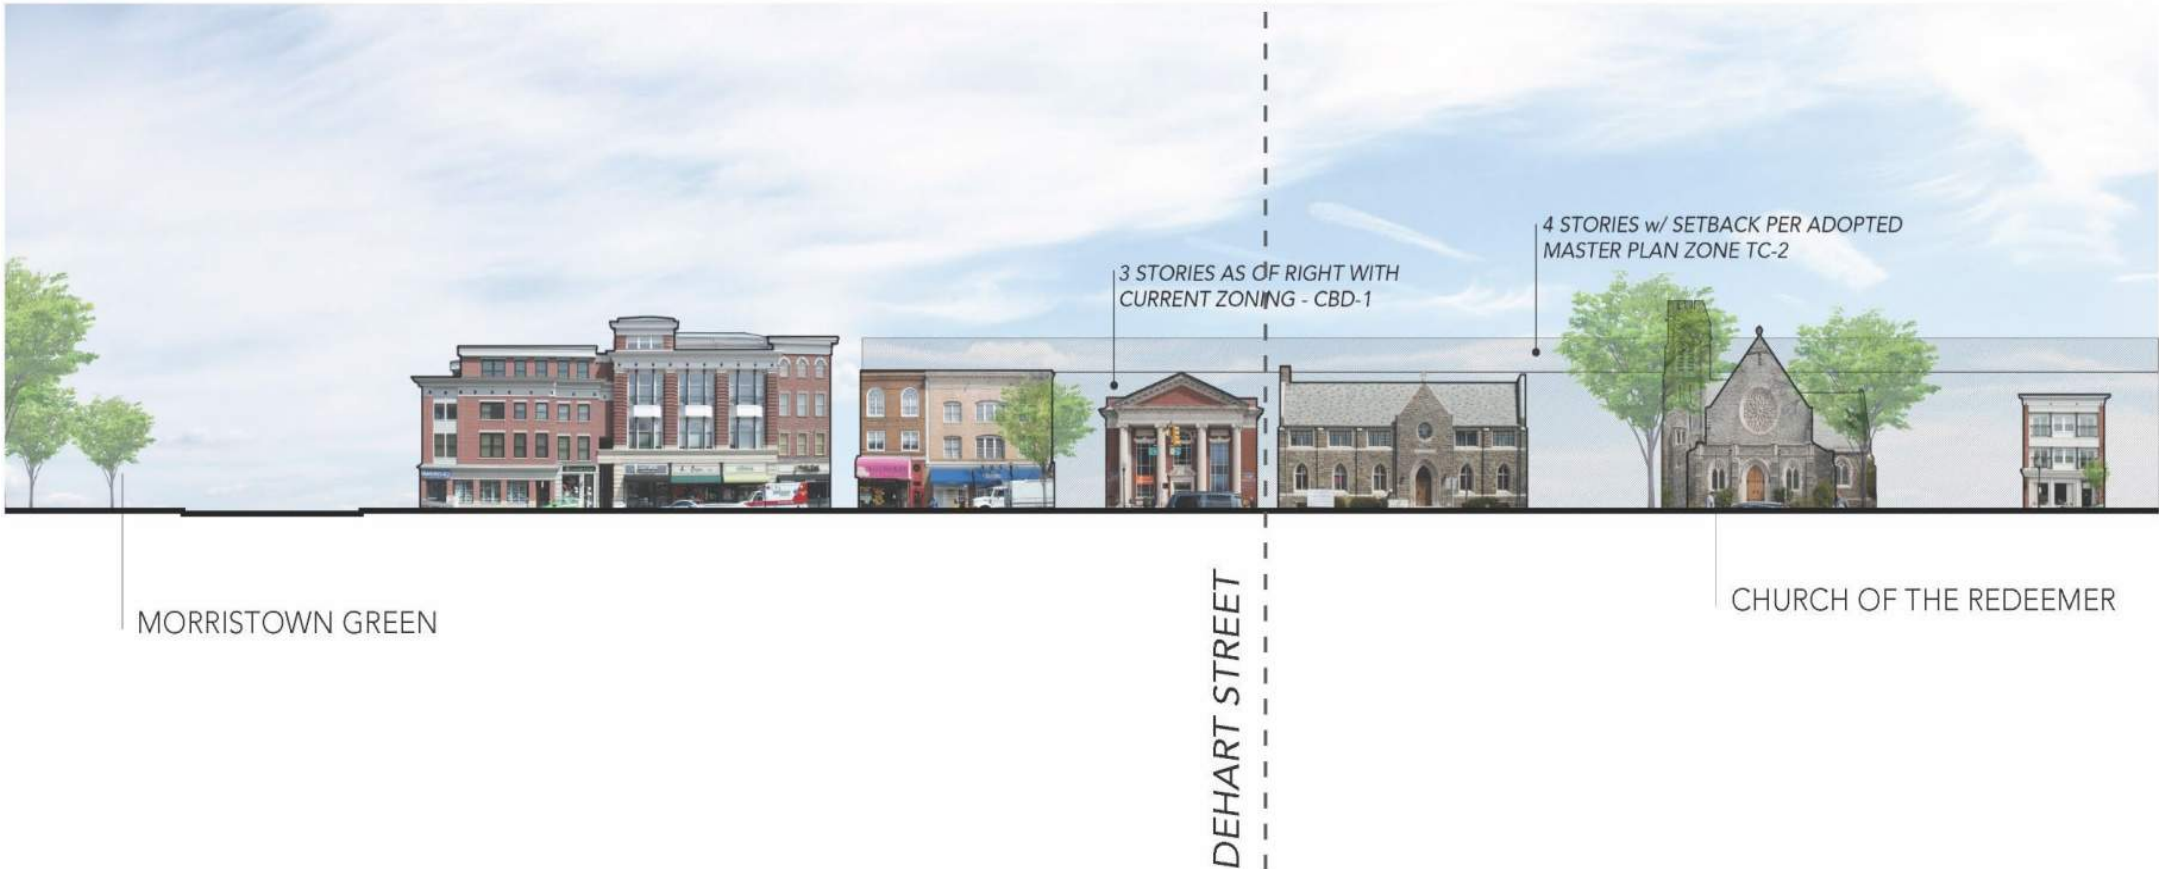 4 STORIES w/ SETBACK PER ADOPTED
MASTER PLAN ZONE TC-2
3 STORIES AS OF RIGHT WITH
CURRENT ZONING - CBD-1
MORRISTOWN GREEN
DEHART STREET
CHURCH OF THE REDEEMER